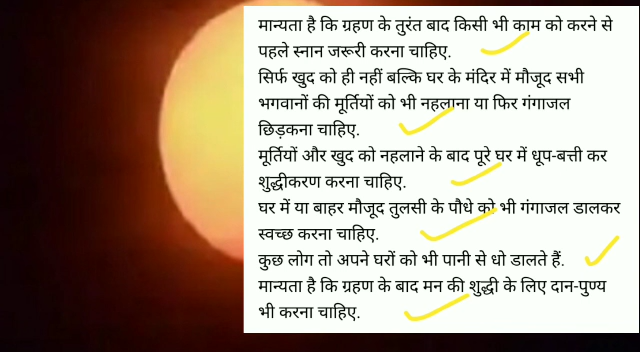 मान्यता है कि ग्रहण के तुरंत बाद किसी भी काम को करने से
पहले स्नान जरूरी करना चाहिए.
सिर्फ खुद को ही नहीं बल्कि घर के मंदिर में मौजूद सभी
भगवानों की मूर्तियों को भी नहलाना या फिर गंगाजल
छिड़कना चाहिए.
मूर्तियों और खुद को नहलाने के बाद पूरे घर में धूप-बत्ती कर
शुद्धीकरण करना चाहिए.
घर में या बाहर मौजूद तुलसी के पौधे को भी गंगाजल डालकर
स्वच्छ करना चाहिए.
कुछ लोग तो अपने घरों को भी पानी से धो डालते हैं.
मान्यता है कि ग्रहण के बाद मन की शुद्धी के लिए दान-पुण्य
भी करना चाहिए.